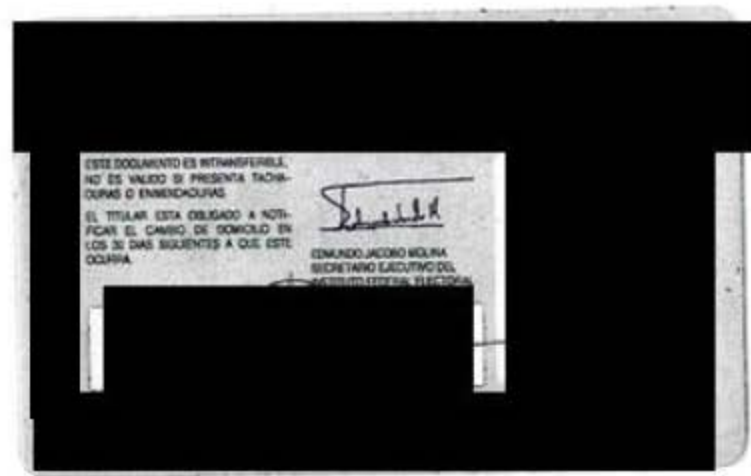 ESTE DOCUMENTO ES INTRANSFERIBLE,
NO ES VALIDO SI PRESENTA TACHA-
DURAS O ENMENDADURAS
EL TITULAR ESTA OBLIGADO A NOTI-
FICAR EL CAMBIO DE DOMICILIO EN
LOS 30 DIAS SIGUIENTES A QUE ESTE
OCURRA.
EDMUNDO JACOBO MOLINA
SECRETARIO EJECUTIVO DEL
INSTITUTO FEDERAL ELECTORAL